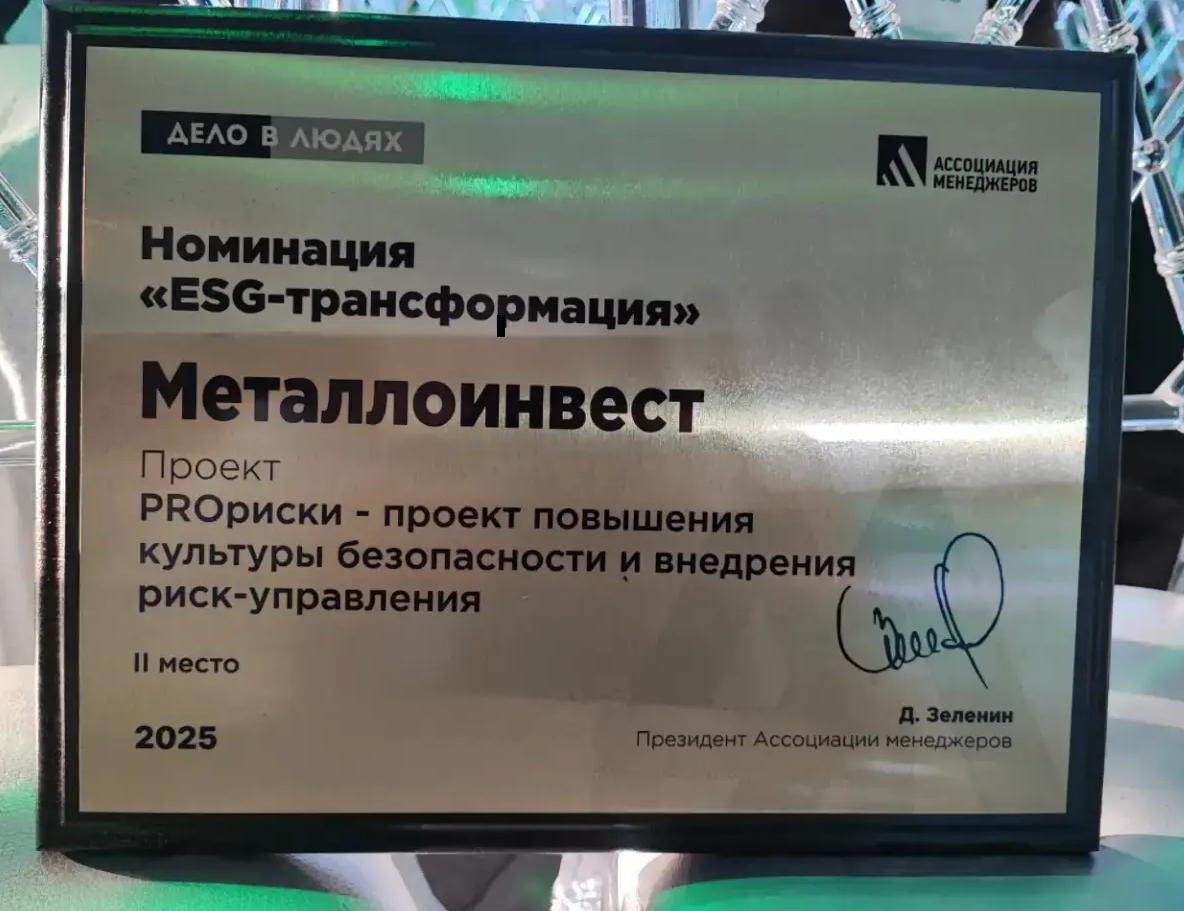 ДЕЛО В ЛЮДЯХ
АССОЦИАЦИЯ
МЕНЕДЖЕРОВ
Номинация
«ESG-трансформация»
Металлоинвест
Проект
PROриски - проект повышения
культуры безопасности и внедрения
риск-управления
II место
2025
Д. Зеленин
Президент Ассоциации менеджеров